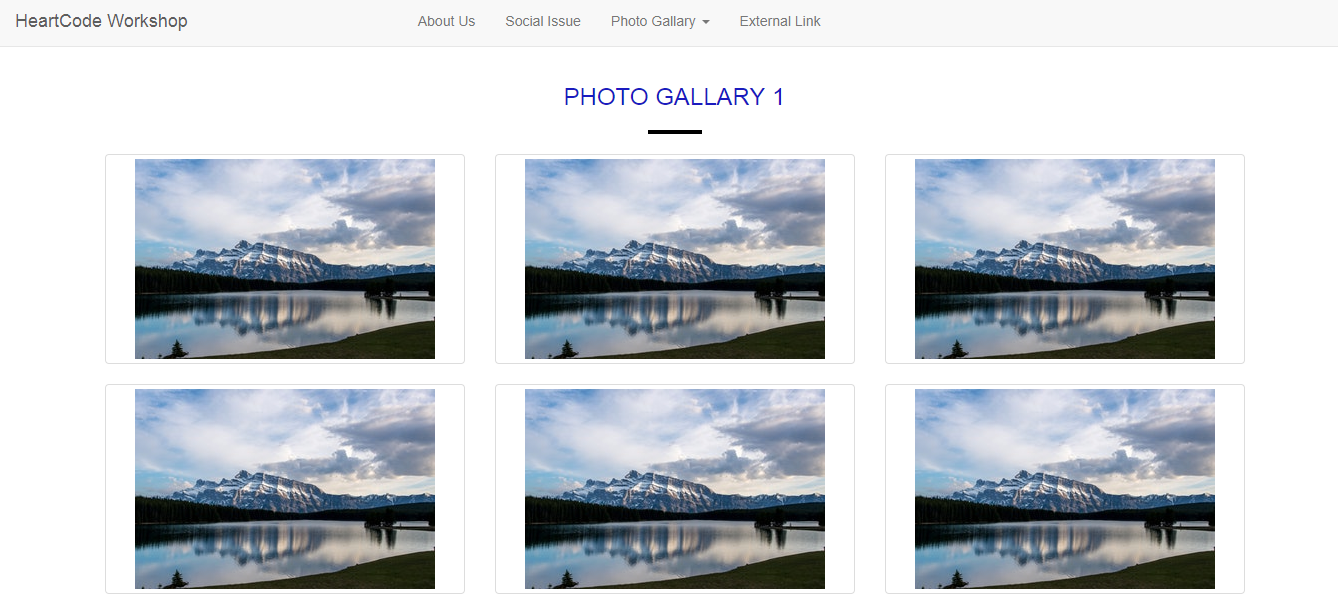 HeartCode Workshop About Us Social Issue Photo Gallary External Link
PHOTO GALLARY 1